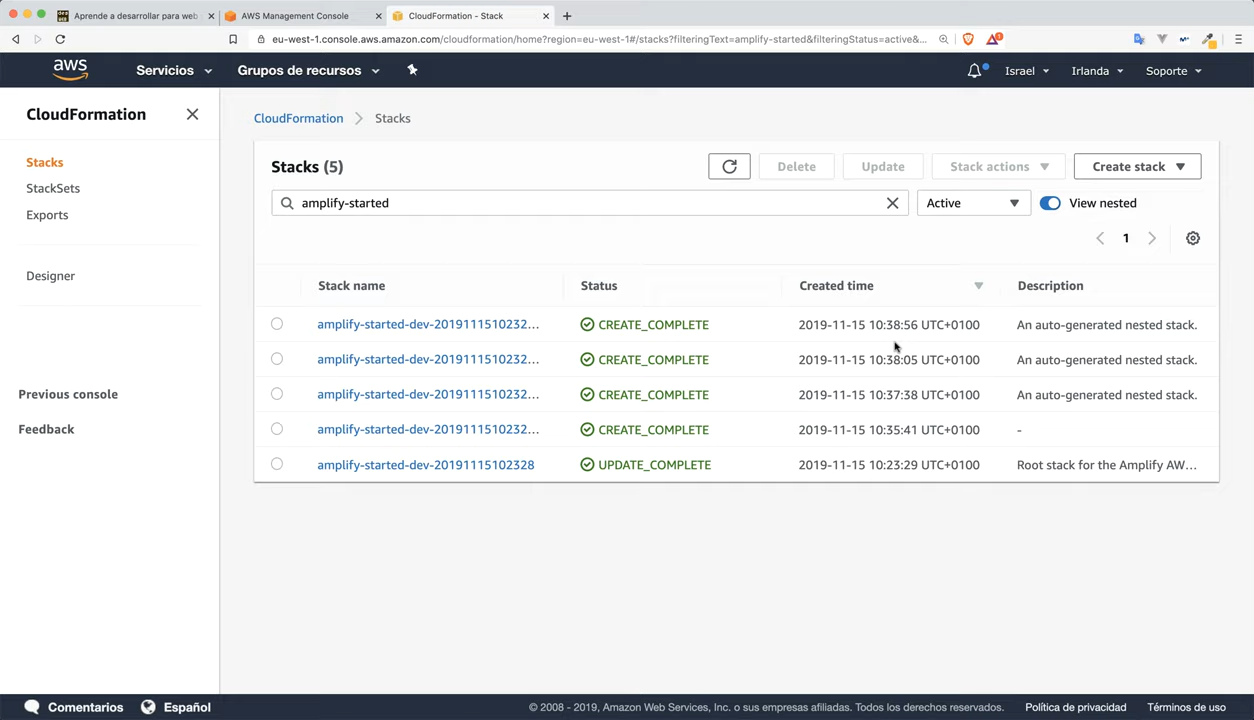 Aprende a desarrollar para web
AWS Management Console
CloudFormation - Stack
eu-west-1.console.aws.amazon.com/cloudformation/home?region=eu-west-1#/stacks?filteringText=amplify-started&filteringStatus=active&...
1
aws
Servicios
Grupos de recursos
Israel
Irlanda
Soporte
CloudFormation
Stacks
StackSets
Exports
Designer
Previous console
Feedback
CloudFormation > Stacks
Stacks (5)
Delete
Update
Stack actions
Create stack
amplify-started
Active
View nested
1
Stack name Status Created time Description
amplify-started-dev-2019111510232... CREATE_COMPLETE 2019-11-15 10:38:56 UTC+0100 An auto-generated nested stack.
amplify-started-dev-2019111510232... CREATE_COMPLETE 2019-11-15 10:38:05 UTC+0100 An auto-generated nested stack.
amplify-started-dev-2019111510232... CREATE_COMPLETE 2019-11-15 10:37:38 UTC+0100 An auto-generated nested stack.
amplify-started-dev-2019111510232... CREATE_COMPLETE 2019-11-15 10:35:41 UTC+0100 -
amplify-started-dev-20191115102328 UPDATE_COMPLETE 2019-11-15 10:23:29 UTC+0100 Root stack for the Amplify AW...
Comentarios
Español
© 2008 - 2019, Amazon Web Services, Inc. o sus empresas afiliadas. Todos los derechos reservados.
Política de privacidad
Términos de uso